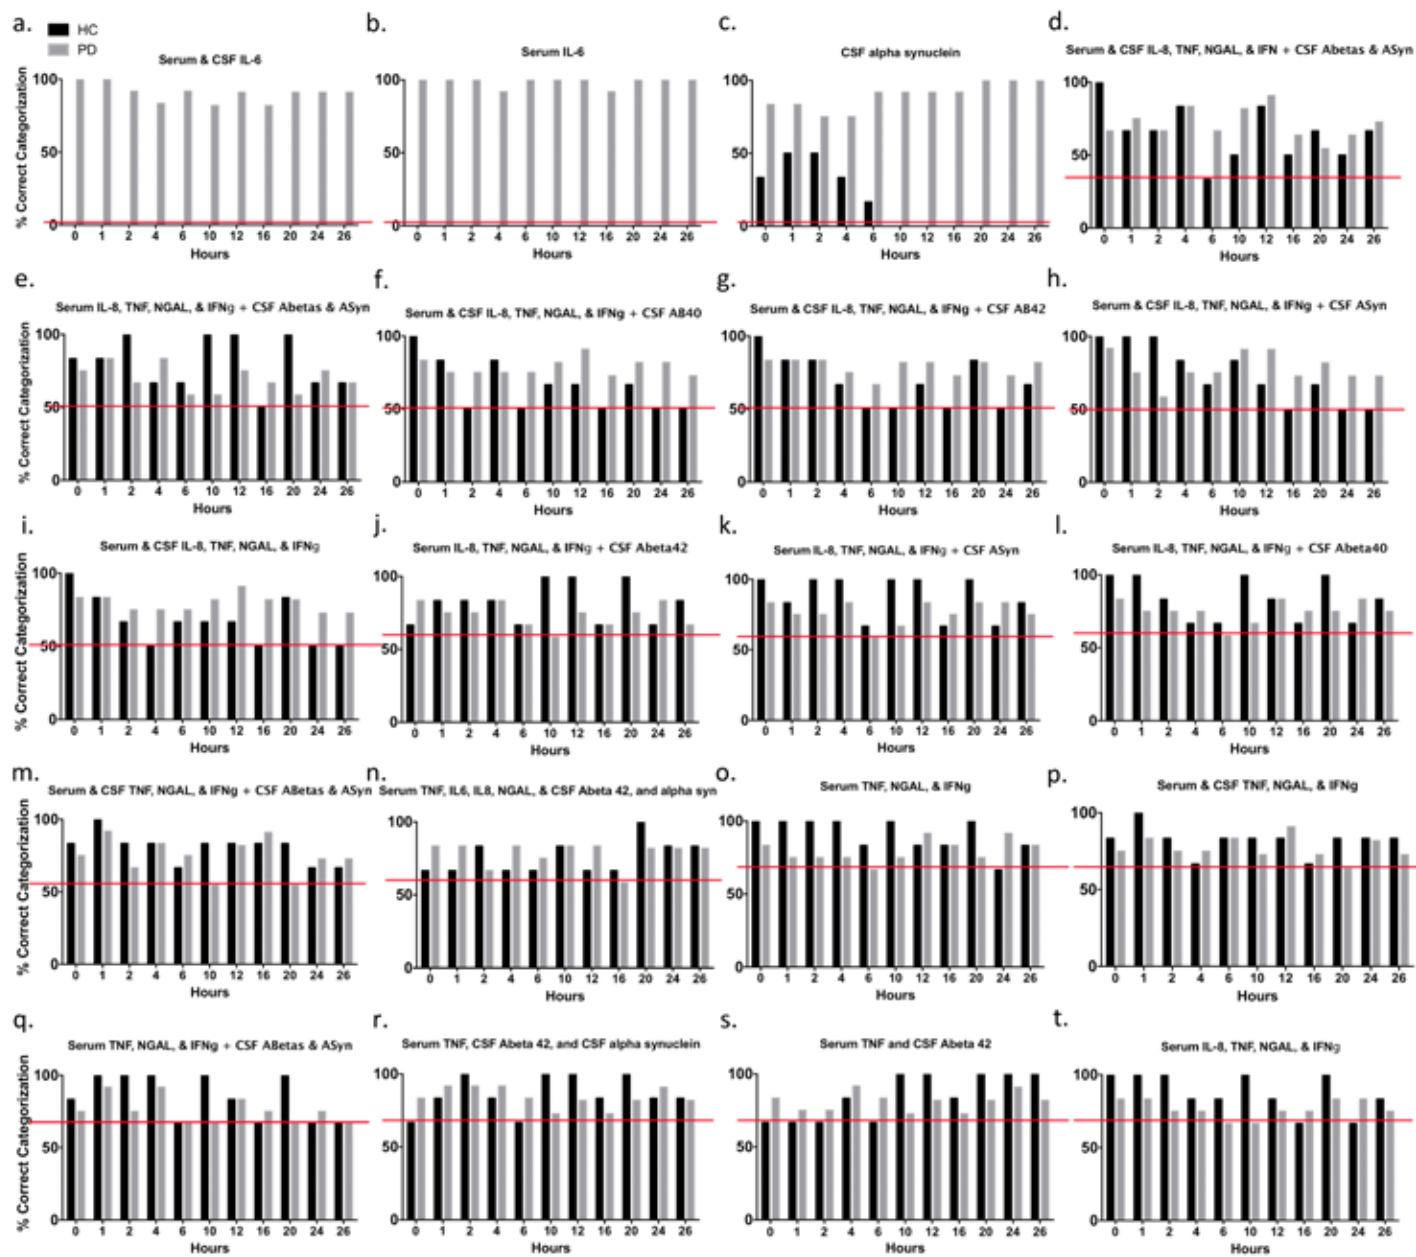 a.
HC
PD
Serum & CSF IL-6
% Correct Categorization
100
50
0
0 1 2 4 6 10 12 16 20 24 26
Hours
b.
Serum IL-6
100
50
0
0 1 2 4 6 10 12 16 20 24 26
Hours
c.
CSF alpha synuclein
100
50
0
0 1 2 4 6 10 12 16 20 24 26
Hours
d.
Serum & CSF IL-8, TNF, NGAL, & IFN + CSF Abetas & ASyn
100
50
0
0 1 2 4 6 10 12 16 20 24 26
Hours
e.
Serum IL-8, TNF, NGAL, & IFNg + CSF Abetas & ASyn
% Correct Categorization
100
50
0
0 1 2 4 6 10 12 16 20 24 26
Hours
f.
Serum & CSF IL-8, TNF, NGAL, & IFNg + CSF AB40
100
50
0
0 1 2 4 6 10 12 16 20 24 26
Hours
g.
Serum & CSF IL-8, TNF, NGAL, & IFNg + CSF AB42
100
50
0
0 1 2 4 6 10 12 16 20 24 26
Hours
h.
Serum & CSF IL-8, TNF, NGAL, & IFNg + CSF ASyn
100
50
0
0 1 2 4 6 10 12 16 20 24 26
Hours
i.
Serum & CSF IL-8, TNF, NGAL, & IFNg
% Correct Categorization
100
50
0
0 1 2 4 6 10 12 16 20 24 26
Hours
j.
Serum IL-8, TNF, NGAL, & IFNg + CSF Abeta42
100
50
0
0 1 2 4 6 10 12 16 20 24 26
Hours
k.
Serum IL-8, TNF, NGAL, & IFNg + CSF ASyn
100
50
0
0 1 2 4 6 10 12 16 20 24 26
Hours
l.
Serum IL-8, TNF, NGAL, & IFNg + CSF Abeta40
100
50
0
0 1 2 4 6 10 12 16 20 24 26
Hours
m.
Serum & CSF TNF, NGAL, & IFNg + CSF ABetas & ASyn
% Correct Categorization
100
50
0
0 1 2 4 6 10 12 16 20 24 26
Hours
n.
Serum TNF, IL6, IL8, NGAL, & CSF Abeta 42, and alpha syn
100
50
0
0 1 2 4 6 10 12 16 20 24 26
Hours
o.
Serum TNF, NGAL, & IFNg
100
50
0
0 1 2 4 6 10 12 16 20 24 26
Hours
p.
Serum & CSF TNF, NGAL, & IFNg
100
50
0
0 1 2 4 6 10 12 16 20 24 26
Hours
q.
Serum TNF, NGAL, & IFNg + CSF ABetas & ASyn
% Correct Categorization
100
50
0
0 1 2 4 6 10 12 16 20 24 26
Hours
r.
Serum TNF, CSF Abeta 42, and CSF alpha synuclein
100
50
0
0 1 2 4 6 10 12 16 20 24 26
Hours
s.
Serum TNF and CSF Abeta 42
100
50
0
0 1 2 4 6 10 12 16 20 24 26
Hours
t.
Serum IL-8, TNF, NGAL, & IFNg
100
50
0
0 1 2 4 6 10 12 16 20 24 26
Hours